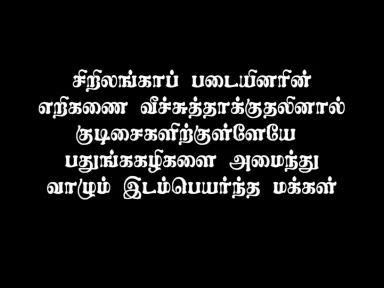 சிறிலங்காப் படையினரின்
எறிகணை வீச்சுத்தாக்குதலினால்
குடிசைகளிற்குள்ளேயே
பதுங்ககழிகளை அமைந்து
வாழும் இடம்பெயர்ந்த மக்கள்